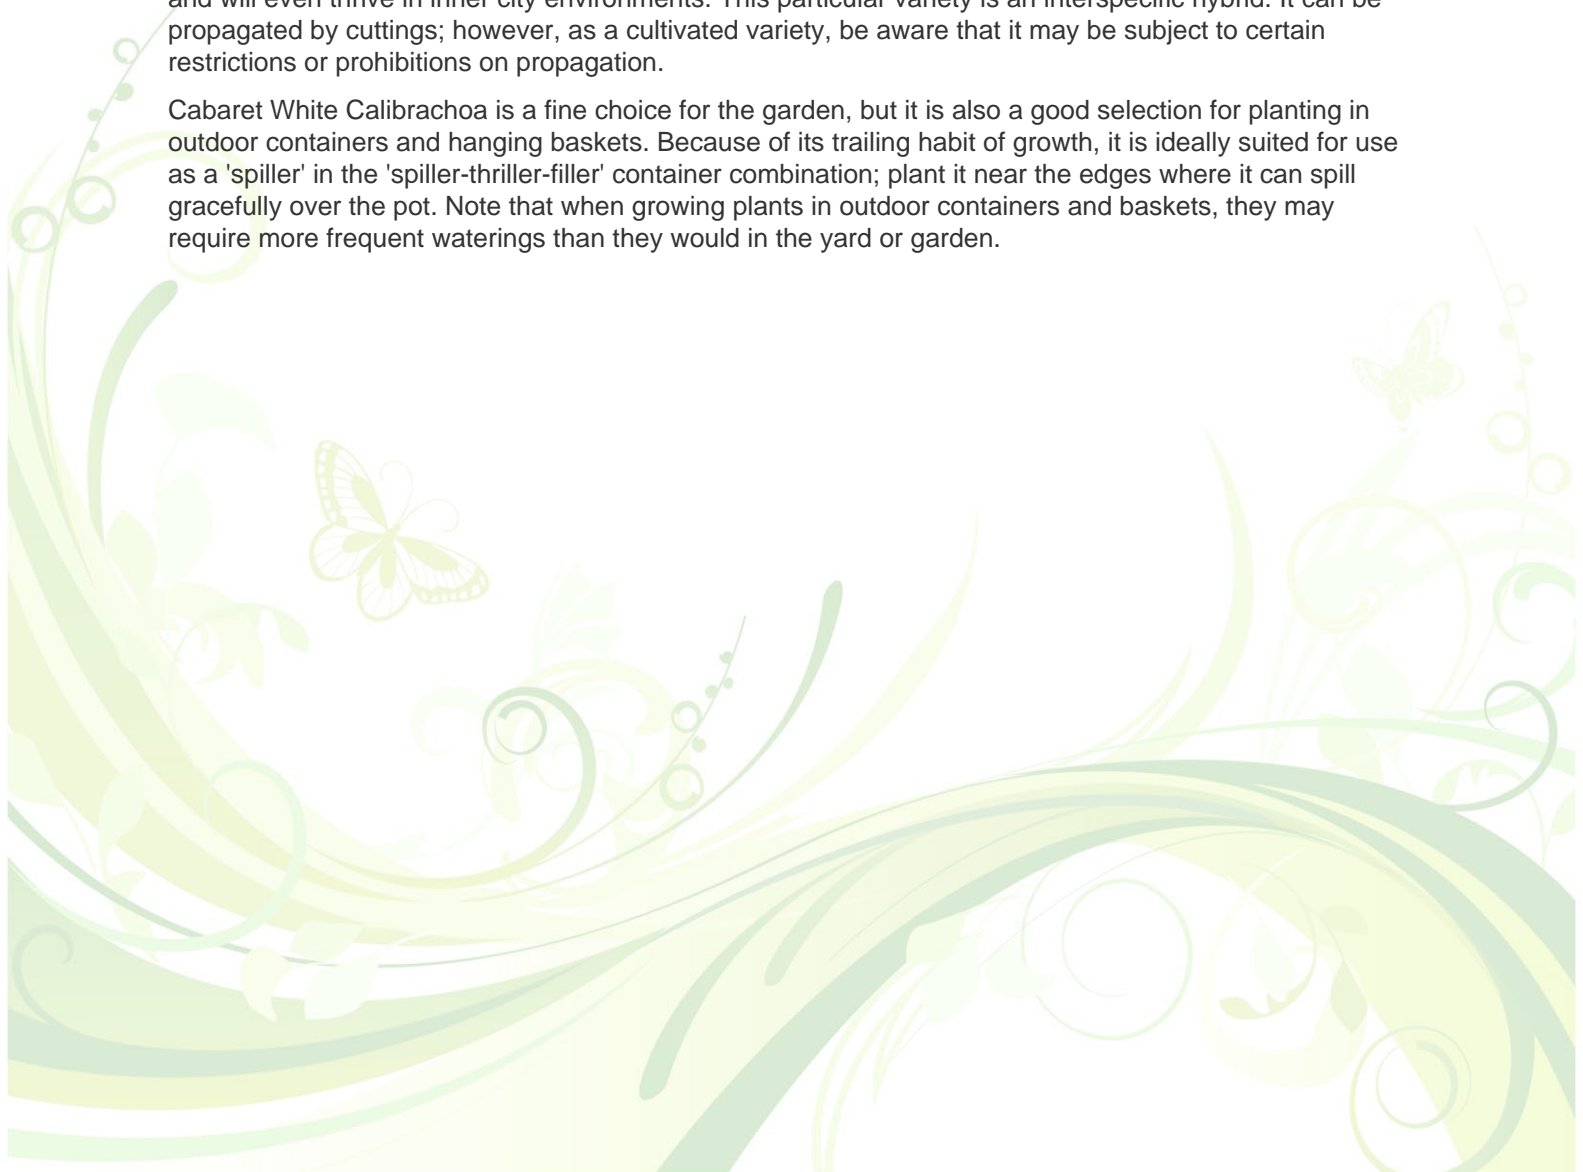 and will even thrive in inner city environments. This particular variety is an interspecific hybrid. It can be
propagated by cuttings; however, as a cultivated variety, be aware that it may be subject to certain
restrictions or prohibitions on propagation.
Cabaret White Calibrachoa is a fine choice for the garden, but it is also a good selection for planting in
outdoor containers and hanging baskets. Because of its trailing habit of growth, it is ideally suited for use
as a 'spiller' in the 'spiller-thriller-filler' container combination; plant it near the edges where it can spill
gracefully over the pot. Note that when growing plants in outdoor containers and baskets, they may
require more frequent waterings than they would in the yard or garden.